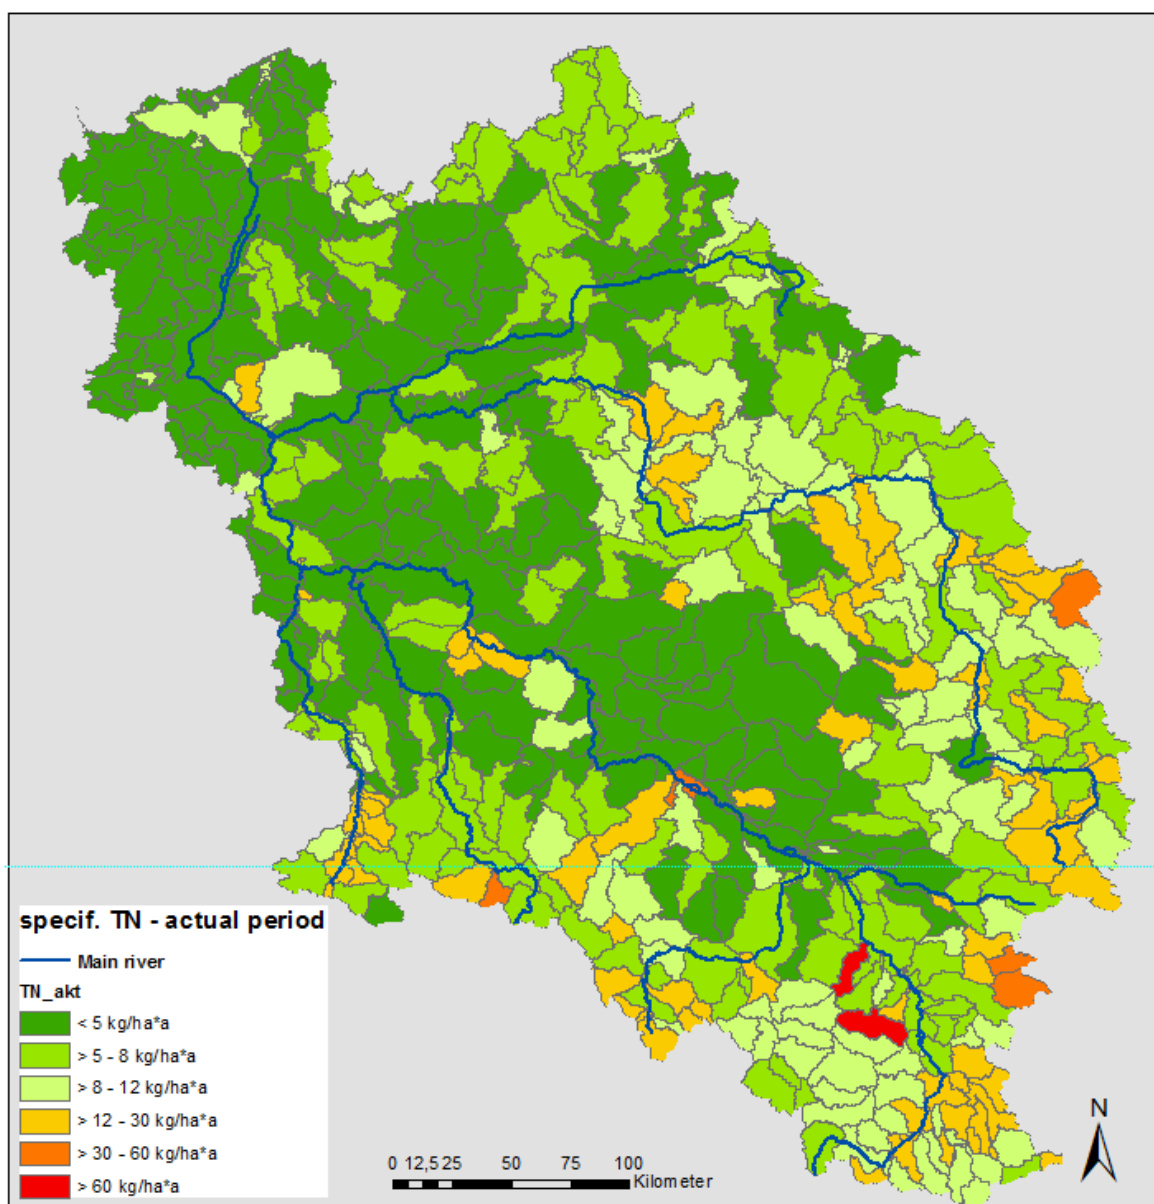 specif. TN - actual period
Main river
TN_akt
< 5 kg/ha*a
> 5 - 8 kg/ha*a
> 8 - 12 kg/ha*a
> 12 - 30 kg/ha*a
> 30 - 60 kg/ha*a
> 60 kg/ha*a
0 12,5 25 50 75 100
Kilometer
N